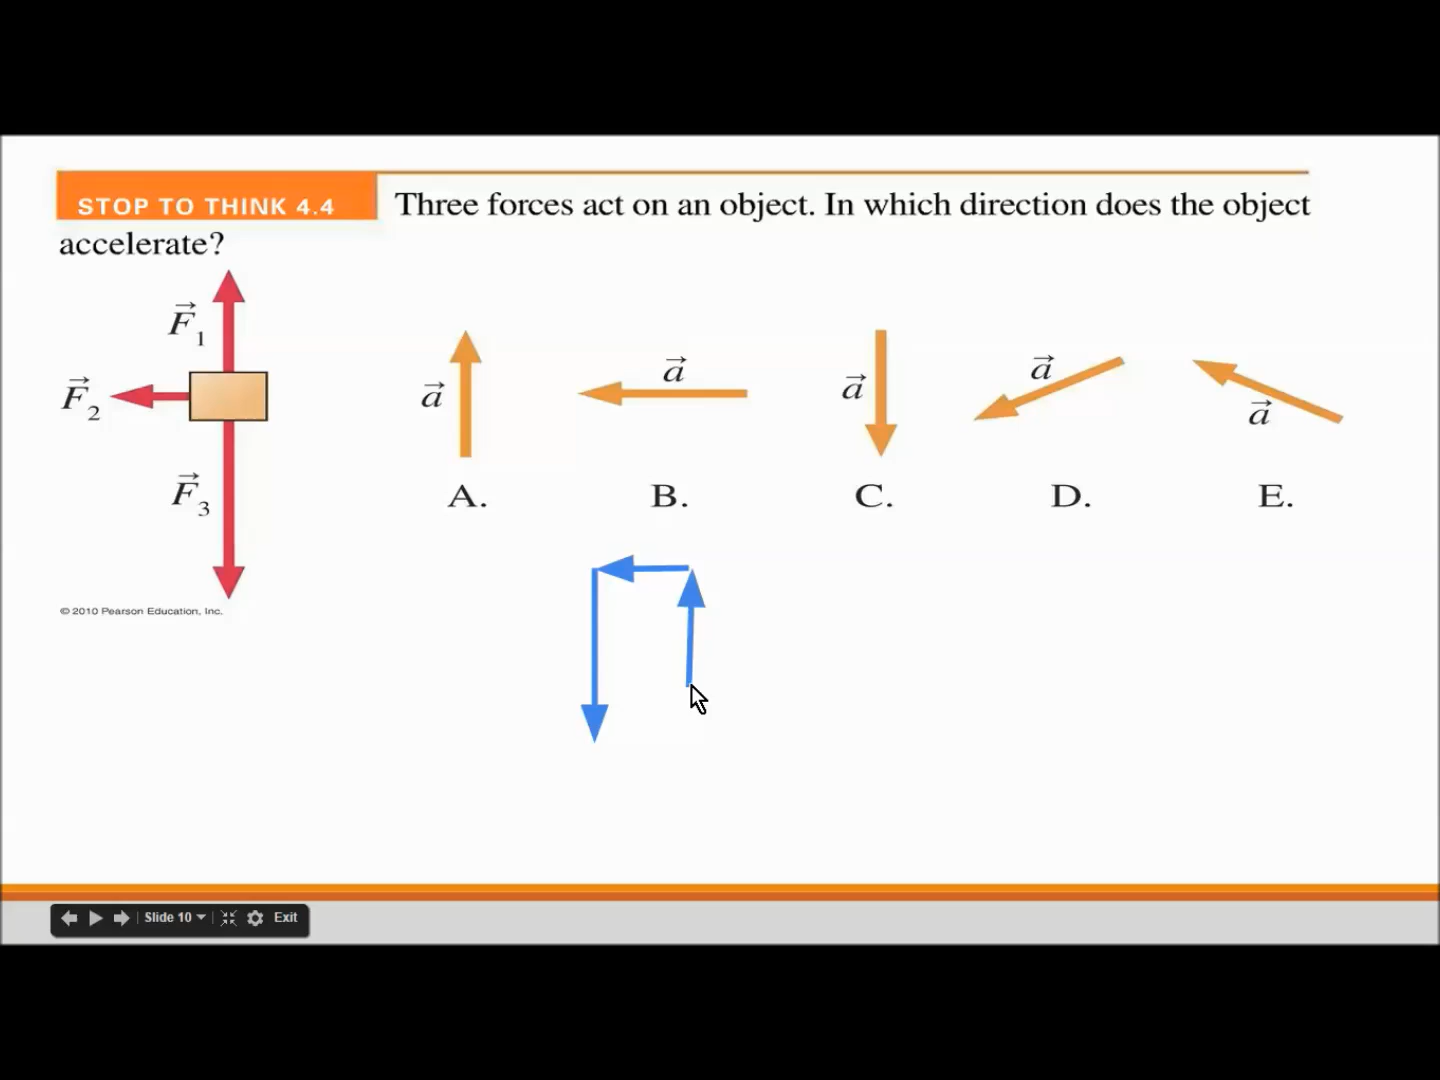 STOP TO THINK 4.4 Three forces act on an object. In which direction does the object
accelerate?
F⃗1
F⃗2
F⃗3
a⃗ a⃗ a⃗ a⃗ a⃗
A. B. C. D. E.
© 2010 Pearson Education, Inc.
Slide 10 Exit